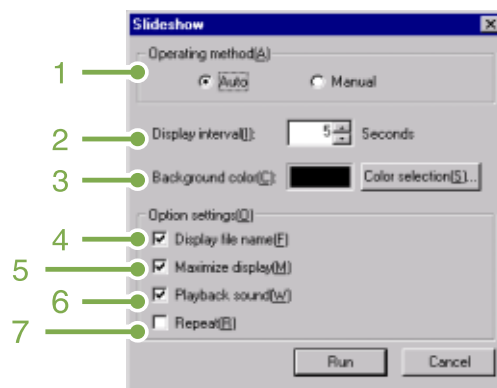 Slideshow
Operating method(A)
1 Auto Manual
2 Display interval(I): 5 Seconds
3 Background color(C): Color selection(S)...
Option settings(O)
4 Display file name(F)
5 Maximize display(M)
6 Playback sound(W)
7 Repeat(R)
Run Cancel